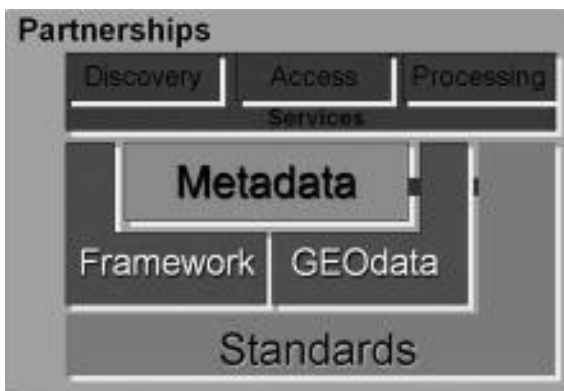 Partnerships
Discovery Access Processing
Services
Metadata
Framework GEOdata
Standards